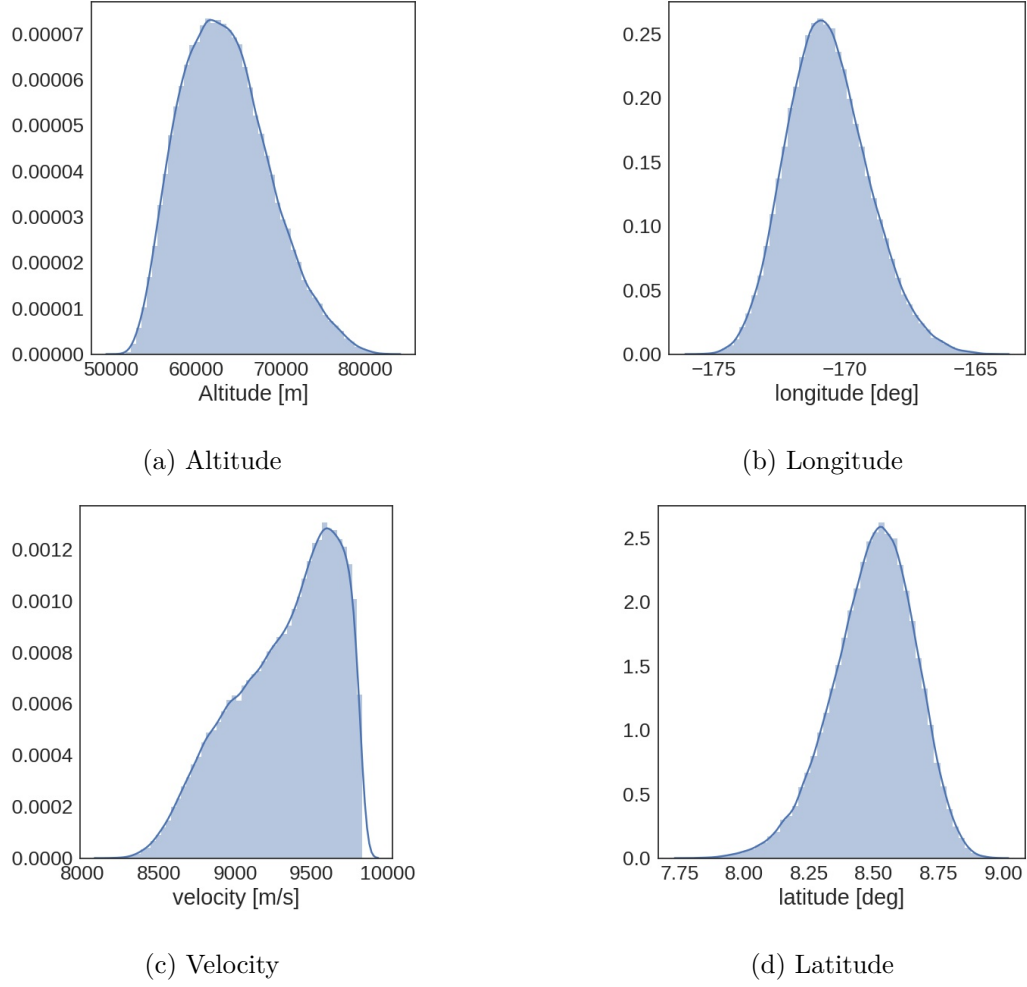 0.00007
0.00006
0.00005
0.00004
0.00003
0.00002
0.00001
0.00000
50000 60000 70000 80000
Altitude [m]
(a) Altitude
0.25
0.20
0.15
0.10
0.05
0.00
−175 −170 −165
longitude [deg]
(b) Longitude
0.0012
0.0010
0.0008
0.0006
0.0004
0.0002
0.0000
8000 8500 9000 9500 10000
velocity [m/s]
(c) Velocity
2.5
2.0
1.5
1.0
0.5
0.0
7.75 8.00 8.25 8.50 8.75 9.00
latitude [deg]
(d) Latitude